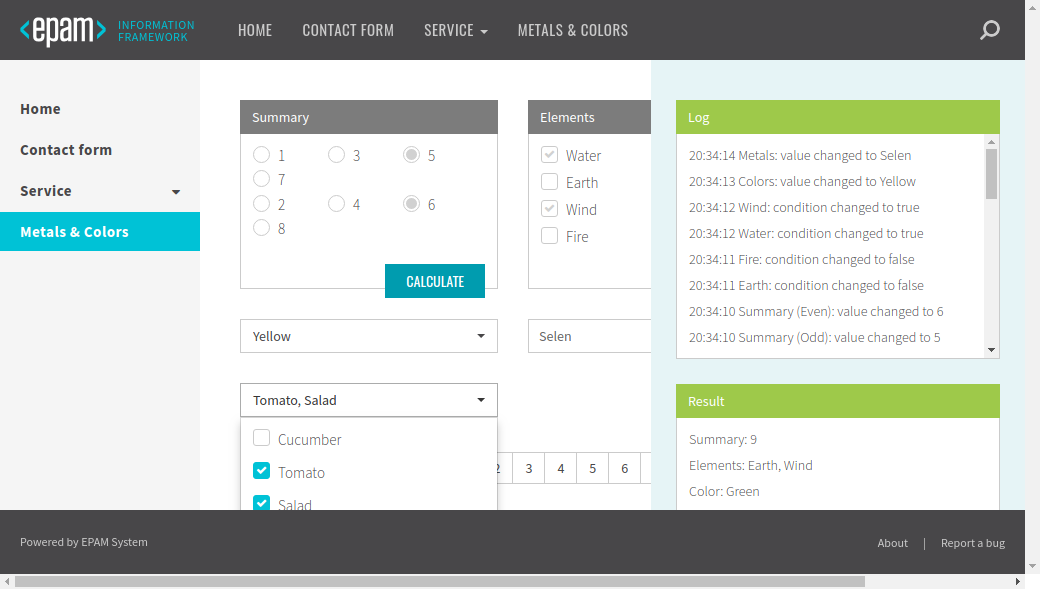 <epam> INFORMATION
FRAMEWORK
HOME CONTACT FORM SERVICE METALS & COLORS
Home
Contact form
Service
Metals & Colors
Summary
1 3 5
7
2 4 6
8
CALCULATE
Elements
Water
Earth
Wind
Fire
Yellow
Selen
Tomato, Salad
Cucumber
Tomato
Salad
2 3 4 5 6
Log
20:34:14 Metals: value changed to Selen
20:34:13 Colors: value changed to Yellow
20:34:12 Wind: condition changed to true
20:34:12 Water: condition changed to true
20:34:11 Fire: condition changed to false
20:34:11 Earth: condition changed to false
20:34:10 Summary (Even): value changed to 6
20:34:10 Summary (Odd): value changed to 5
Result
Summary: 9
Elements: Earth, Wind
Color: Green
Powered by EPAM System
About | Report a bug